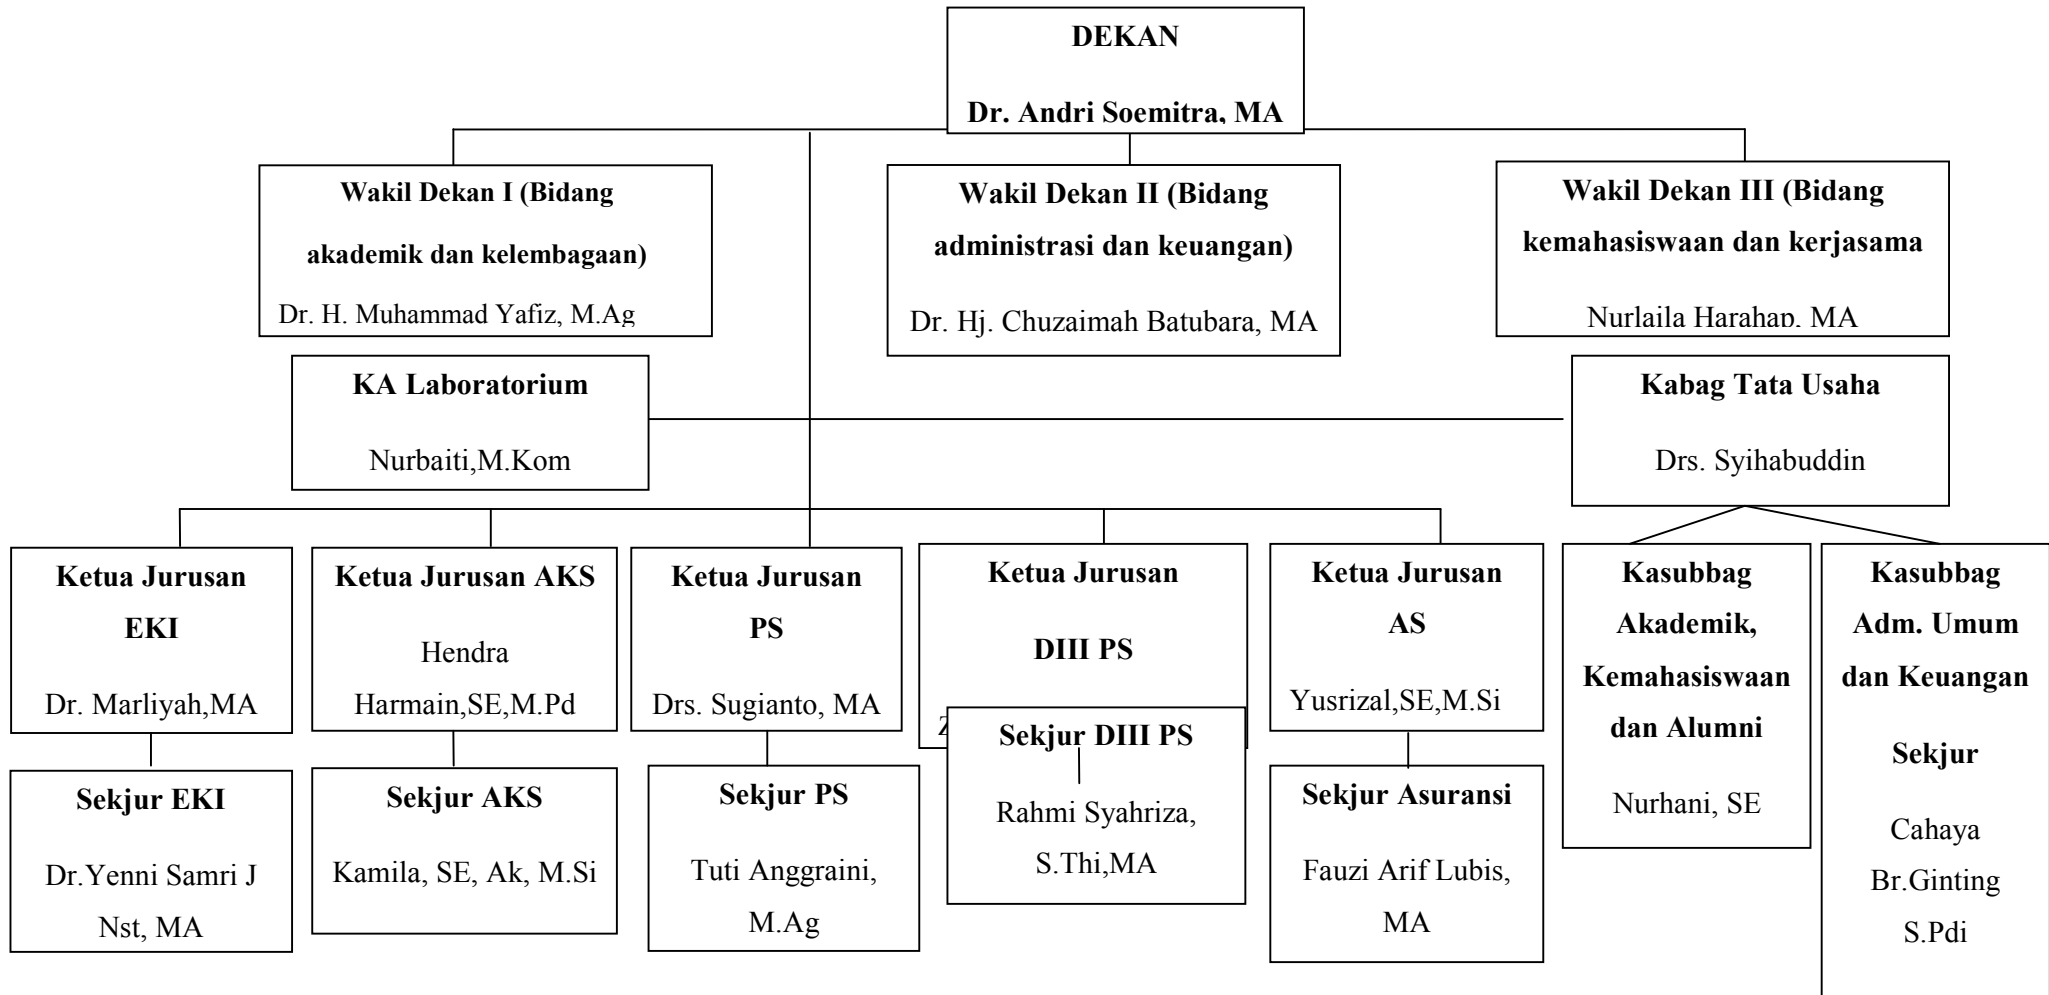 DEKAN
Dr. Andri Soemitra, MA
Wakil Dekan I (Bidang
akademik dan kelembagaan)
Dr. H. Muhammad Yafiz, M.Ag
Wakil Dekan II (Bidang
administrasi dan keuangan)
Dr. Hj. Chuzaimah Batubara, MA
Wakil Dekan III (Bidang
kemahasiswaan dan kerjasama
Nurlaila Harahap, MA
KA Laboratorium
Nurbaiti,M.Kom
Kabag Tata Usaha
Drs. Syihabuddin
Ketua Jurusan
EKI
Dr. Marliyah,MA
Ketua Jurusan AKS
Hendra
Harmain,SE,M.Pd
Ketua Jurusan
PS
Drs. Sugianto, MA
Ketua Jurusan
DIII PS
Ketua Jurusan
AS
Yusrizal,SE,M.Si
Kasubbag
Akademik,
Kemahasiswaan
dan Alumni
Nurhani, SE
Kasubbag
Adm. Umum
dan Keuangan
Sekjur
Cahaya
Br.Ginting
S.Pdi
Sekjur EKI
Dr.Yenni Samri J
Nst, MA
Sekjur AKS
Kamila, SE, Ak, M.Si
Sekjur PS
Tuti Anggraini,
M.Ag
Sekjur DIII PS
Rahmi Syahriza,
S.Thi,MA
Sekjur Asuransi
Fauzi Arif Lubis,
MA